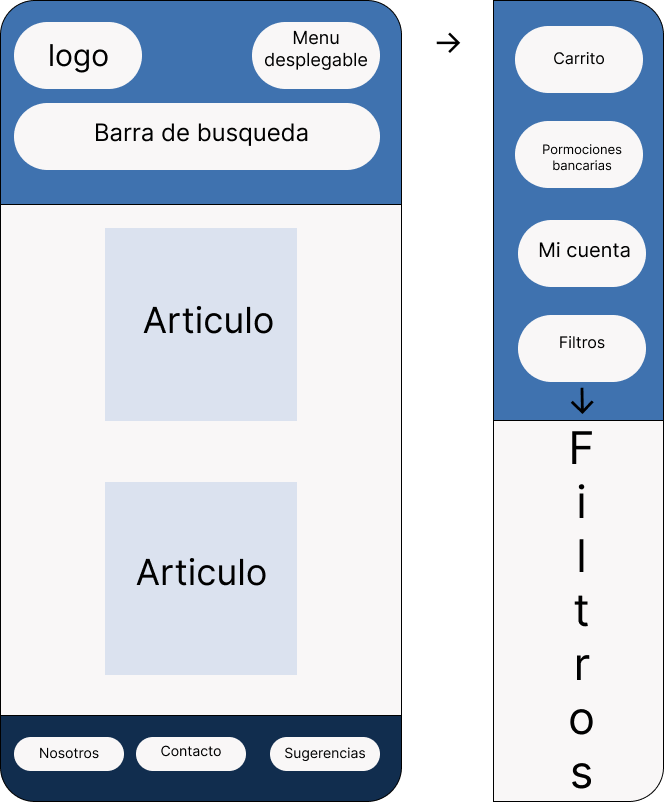 logo
Menu
desplegable
Barra de busqueda
Articulo
Articulo
Nosotros
Contacto
Sugerencias
→
Carrito
Pormociones
bancarias
Mi cuenta
Filtros
↓
F
i
l
t
r
o
s